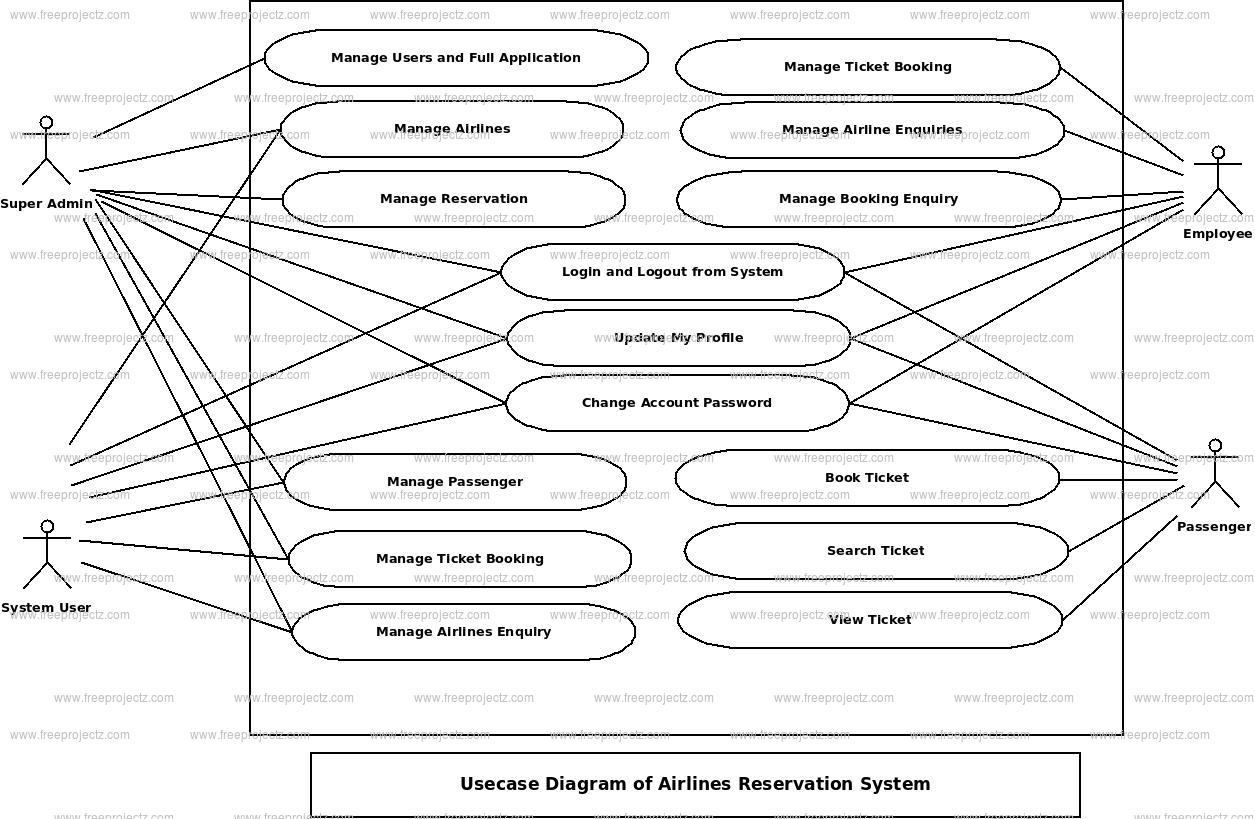 Manage Users and Full Application
Manage Ticket Booking
Manage Airlines
Manage Airline Enquiries
Super Admin
Manage Reservation
Manage Booking Enquiry
Employee
Login and Logout from System
Update My Profile
Change Account Password
Manage Passenger
Book Ticket
Passenger
Manage Ticket Booking
Search Ticket
System User
Manage Airlines Enquiry
View Ticket
Usecase Diagram of Airlines Reservation System
www.freeprojectz.com